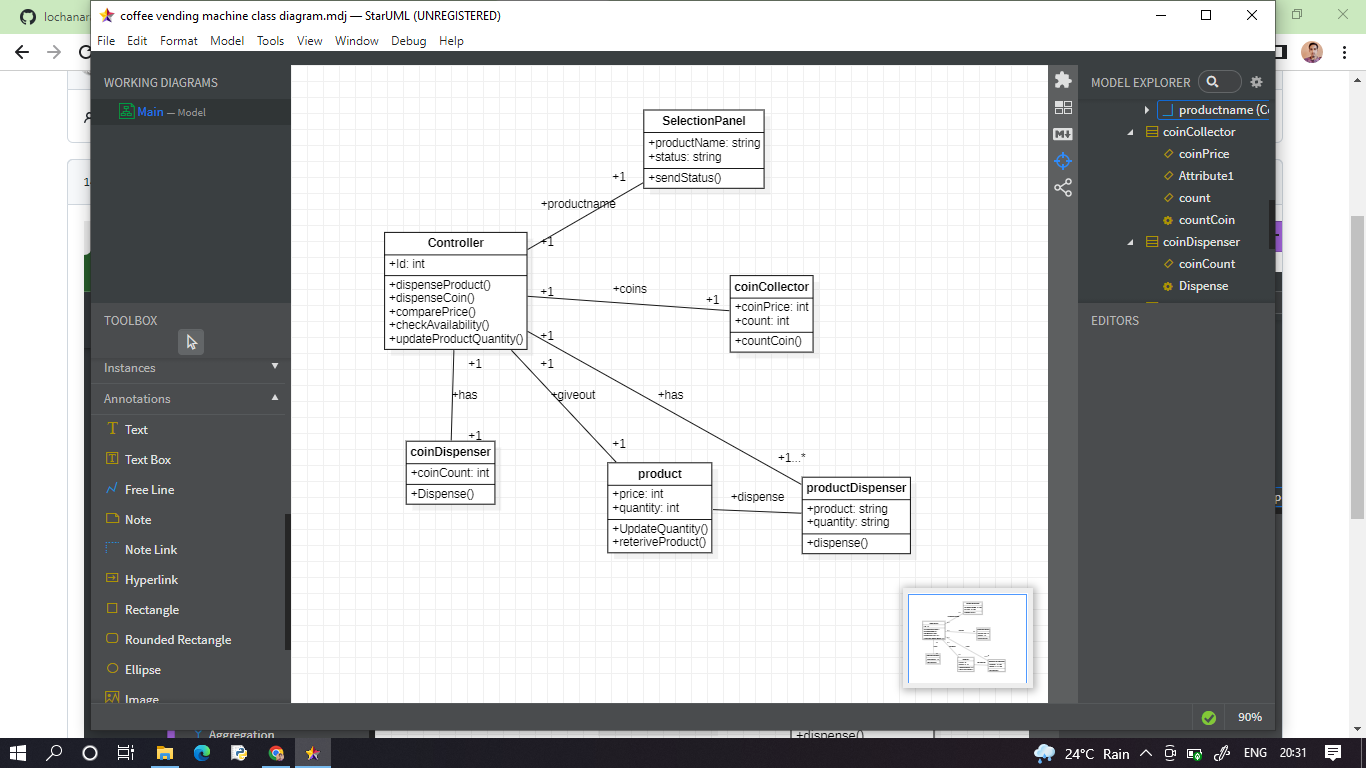 lochanar
coffee vending machine class diagram.mdj — StarUML (UNREGISTERED)
File Edit Format Model Tools View Window Debug Help
WORKING DIAGRAMS
Main — Model
TOOLBOX
Instances
Annotations
Text
Text Box
Free Line
Note
Note Link
Hyperlink
Rectangle
Rounded Rectangle
Ellipse
Image
Aggregation
SelectionPanel
+productName: string
+status: string
+sendStatus()
+1
+productname
+1
Controller
+Id: int
+dispenseProduct()
+dispenseCoin()
+comparePrice()
+checkAvailability()
+updateProductQuantity()
+1
+coins
+1
coinCollector
+coinPrice: int
+count: int
+countCoin()
+1
+1
+1
+has
+giveout
+has
+1
+1
+1...*
coinDispenser
+coinCount: int
+Dispense()
product
+price: int
+quantity: int
+UpdateQuantity()
+reteriveProduct()
+dispense
productDispenser
+product: string
+quantity: string
+dispense()
+dispense()
MODEL EXPLORER
productname (Co
coinCollector
coinPrice
Attribute1
count
countCoin
coinDispenser
coinCount
Dispense
EDITORS
90%
24°C Rain
ENG
20:31